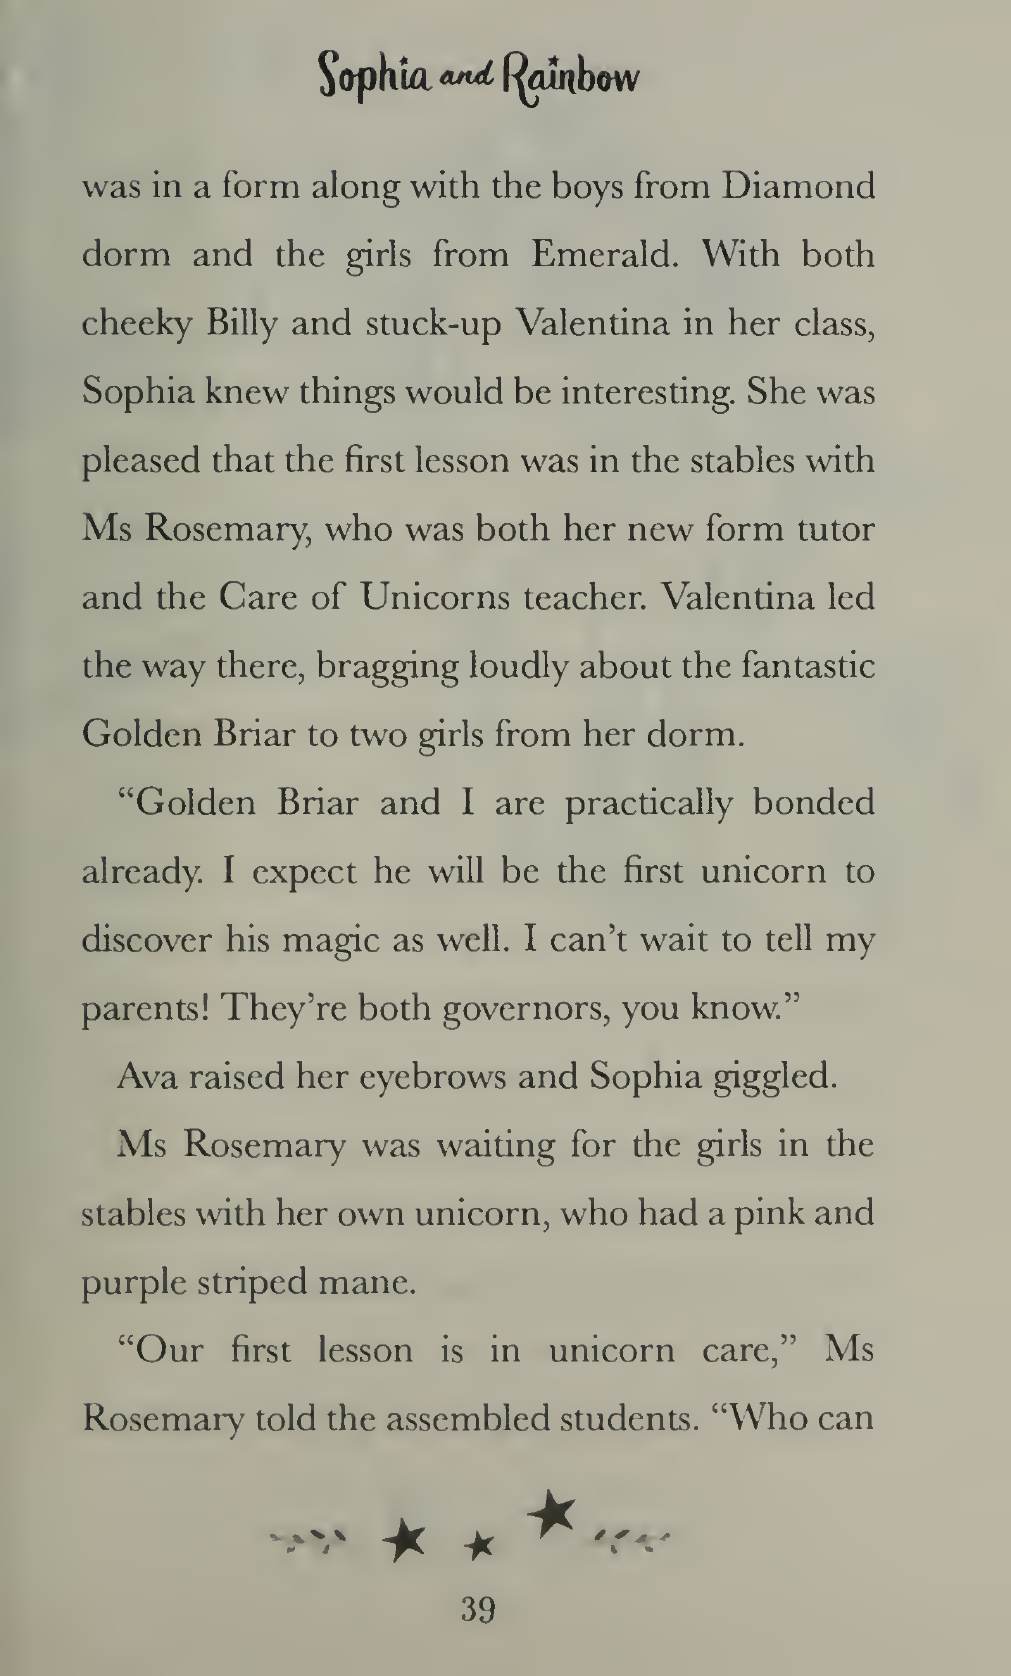 Sophia and Rainbow
was in a form along with the boys from Diamond
dorm and the girls from Emerald. With both
cheeky Billy and stuck-up Valentina in her class,
Sophia knew things would be interesting. She was
pleased that the first lesson was in the stables with
Ms Rosemary, who was both her new form tutor
and the Care of Unicorns teacher. Valentina led
the way there, bragging loudly about the fantastic
Golden Briar to two girls from her dorm.
“Golden Briar and I are practically bonded
already. I expect he will be the first unicorn to
discover his magic as well. I can’t wait to tell my
parents! They’re both governors, you know.”
Ava raised her eyebrows and Sophia giggled.
Ms Rosemary was waiting for the girls in the
stables with her own unicorn, who had a pink and
purple striped mane.
“Our first lesson is in unicorn care,” Ms
Rosemary told the assembled students. “Who can
39